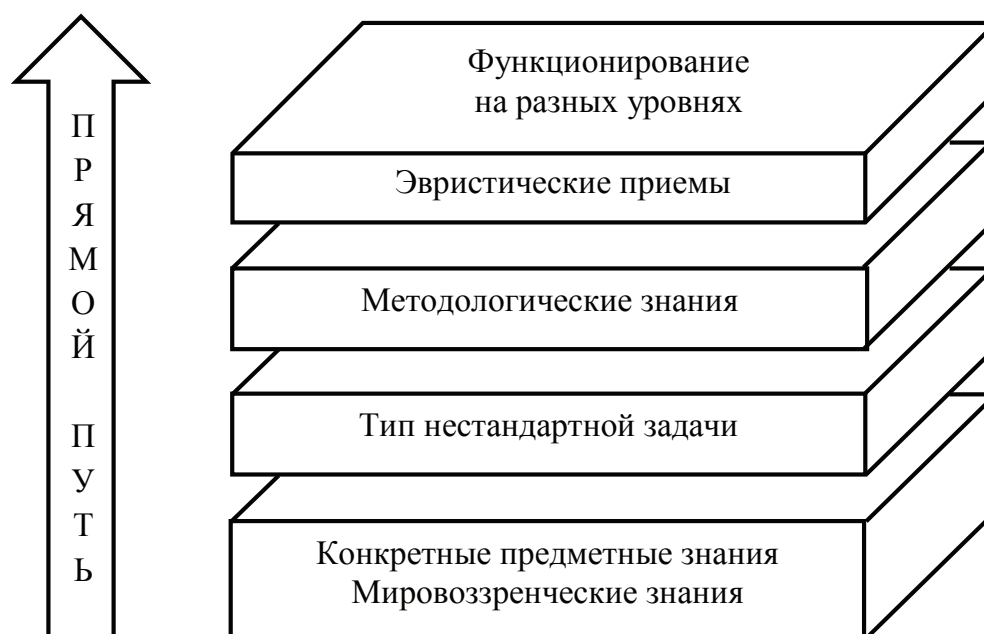 ПРЯМОЙ ПУТЬ
Функционирование
на разных уровнях
Эвристические приемы
Методологические знания
Тип нестандартной задачи
Конкретные предметные знания
Мировоззренческие знания